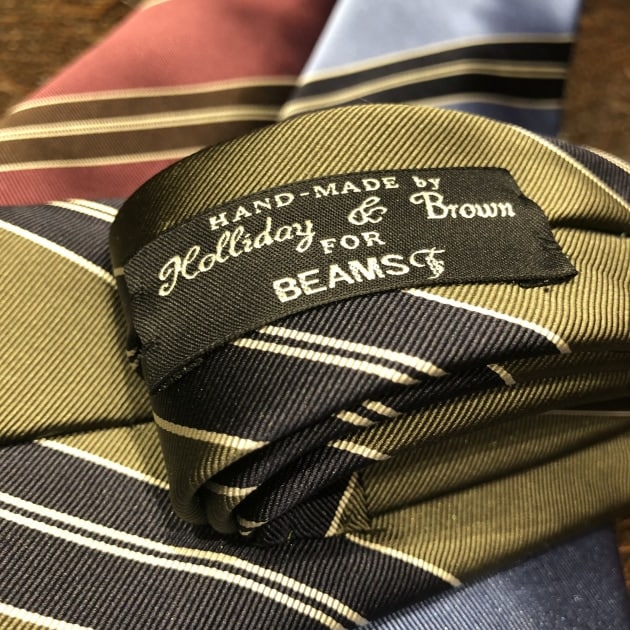 HAND-MADE by
Holliday & Brown
FOR
BEAMS F